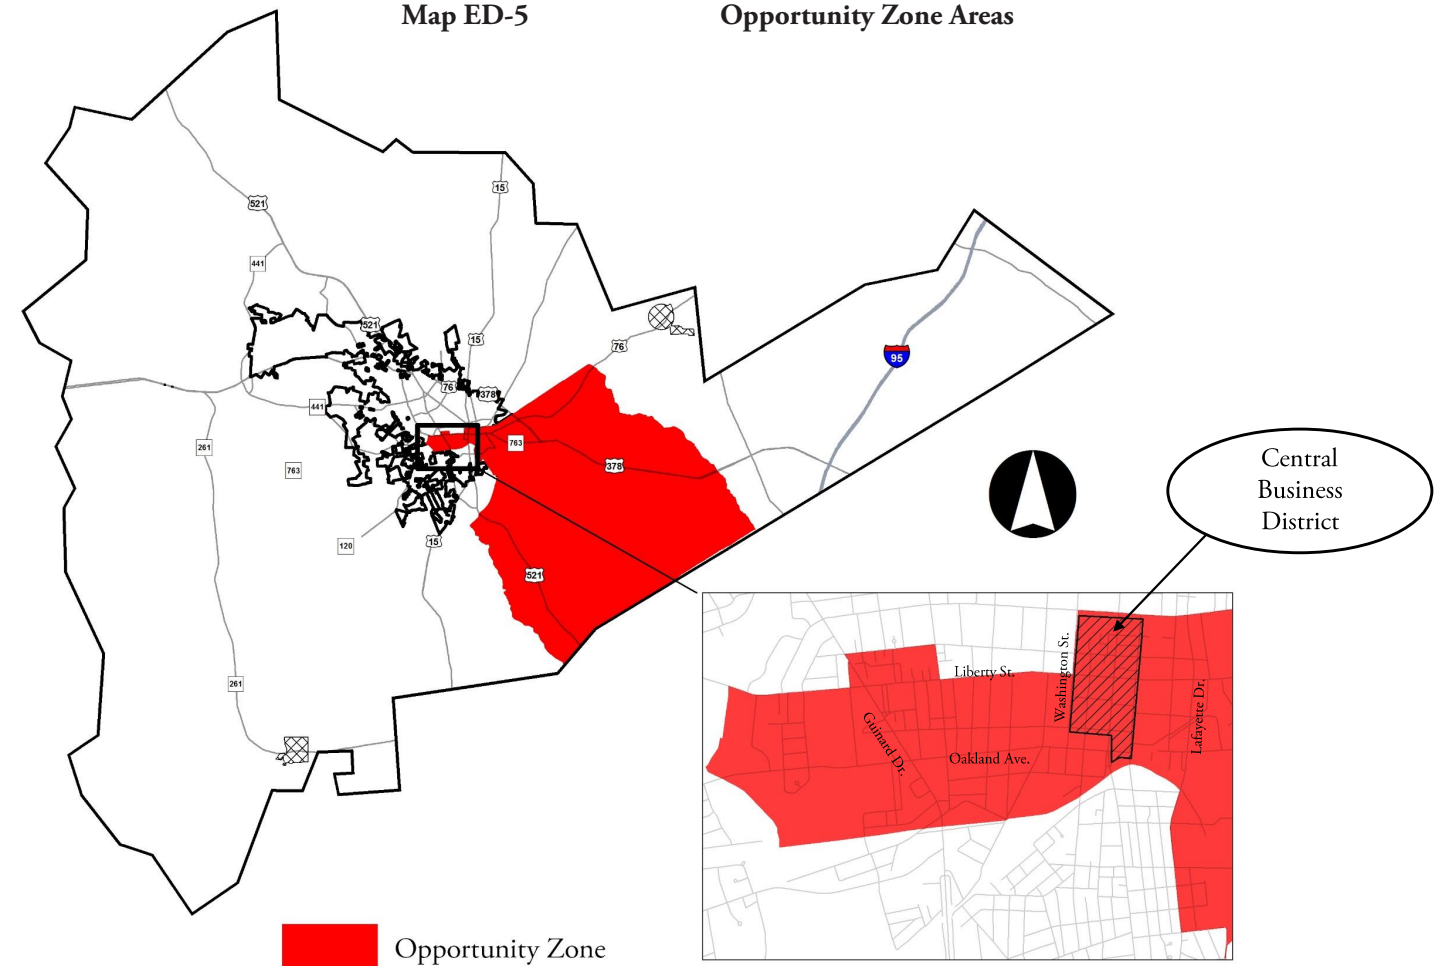 Map ED-5
Opportunity Zone Areas
15
521
441
521
15
76
95
76
378
441
763
261
763
378
120
15
521
261
Central
Business
District
Washington St.
Liberty St.
Lafayette Dr.
Guinard Dr.
Oakland Ave.
Opportunity Zone